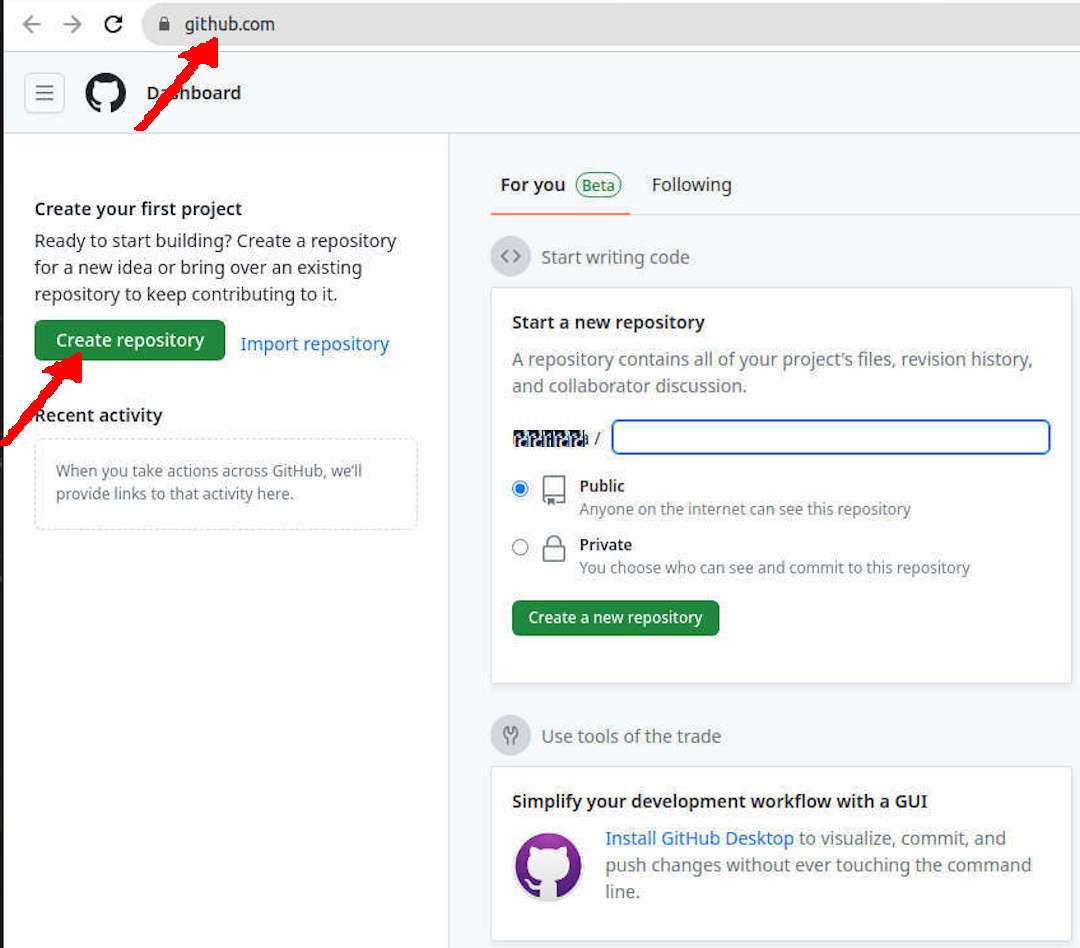 github.com
Dashboard
Create your first project
Ready to start building? Create a repository
for a new idea or bring over an existing
repository to keep contributing to it.
Create repository
Import repository
Recent activity
When you take actions across GitHub, we'll
provide links to that activity here.
For you Beta Following
Start writing code
Start a new repository
A repository contains all of your project's files, revision history,
and collaborator discussion.
/
Public
Anyone on the internet can see this repository
Private
You choose who can see and commit to this repository
Create a new repository
Use tools of the trade
Simplify your development workflow with a GUI
Install GitHub Desktop to visualize, commit, and
push changes without ever touching the command
line.